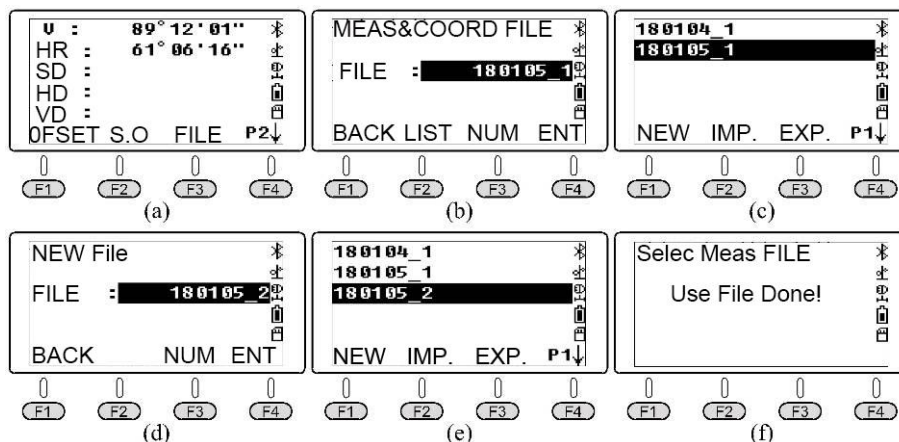 V : 89°12'01"
HR : 61°06'16"
SD :
HD :
VD :
OFSET S.O FILE P2↓
F1 F2 F3 F4
(a)
MEAS&COORD FILE
FILE : 180105_1
BACK LIST NUM ENT
F1 F2 F3 F4
(b)
180104_1
180105_1
NEW IMP. EXP. P1↓
F1 F2 F3 F4
(c)
NEW File
FILE : 180105_2
BACK NUM ENT
F1 F2 F3 F4
(d)
180104_1
180105_1
180105_2
NEW IMP. EXP. P1↓
F1 F2 F3 F4
(e)
Selec Meas FILE
Use File Done!
F1 F2 F3 F4
(f)